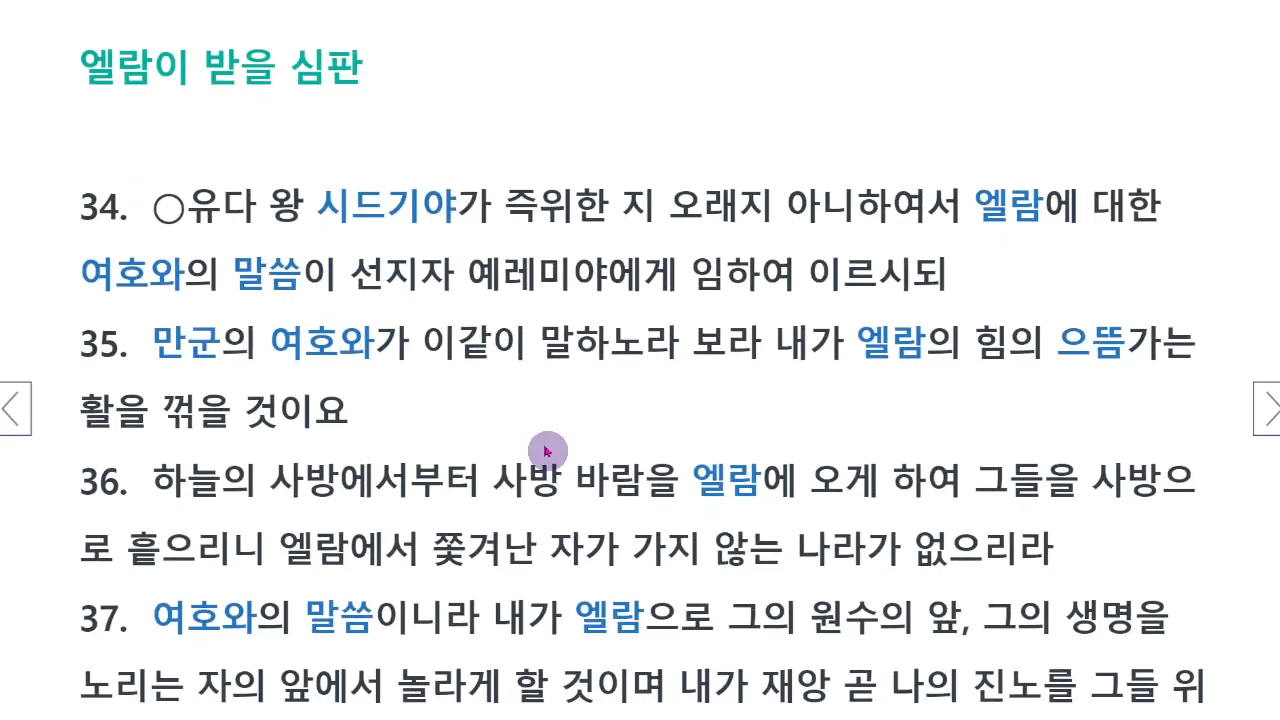 엘람이 받을 심판
34. ○유다 왕 시드기야가 즉위한 지 오래지 아니하여서 엘람에 대한
여호와의 말씀이 선지자 예레미야에게 임하여 이르시되
35. 만군의 여호와가 이같이 말하노라 보라 내가 엘람의 힘의 으뜸가는
활을 꺾을 것이요
36. 하늘의 사방에서부터 사방 바람을 엘람에 오게 하여 그들을 사방으
로 흩으리니 엘람에서 쫓겨난 자가 가지 않는 나라가 없으리라
37. 여호와의 말씀이니라 내가 엘람으로 그의 원수의 앞, 그의 생명을
노리는 자의 앞에서 놀라게 할 것이며 내가 재앙 곧 나의 진노를 그들 위